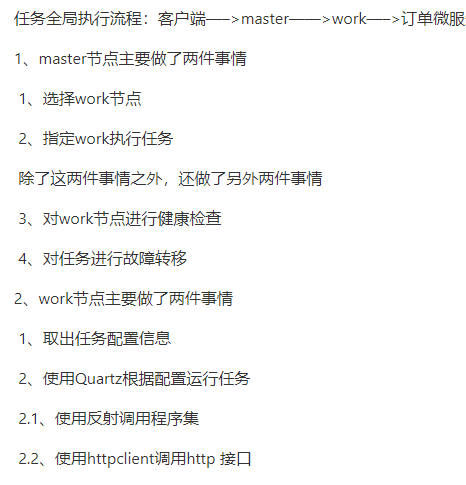 任务全局执行流程：客户端—–>master——>work—–>订单微服
1、master节点主要做了两件事情
1、选择work节点
2、指定work执行任务
除了这两件事情之外，还做了另外两件事情
3、对work节点进行健康检查
4、对任务进行故障转移
2、work节点主要做了两件事情
1、取出任务配置信息
2、使用Quartz根据配置运行任务
2.1、使用反射调用程序集
2.2、使用httpclient调用http 接口